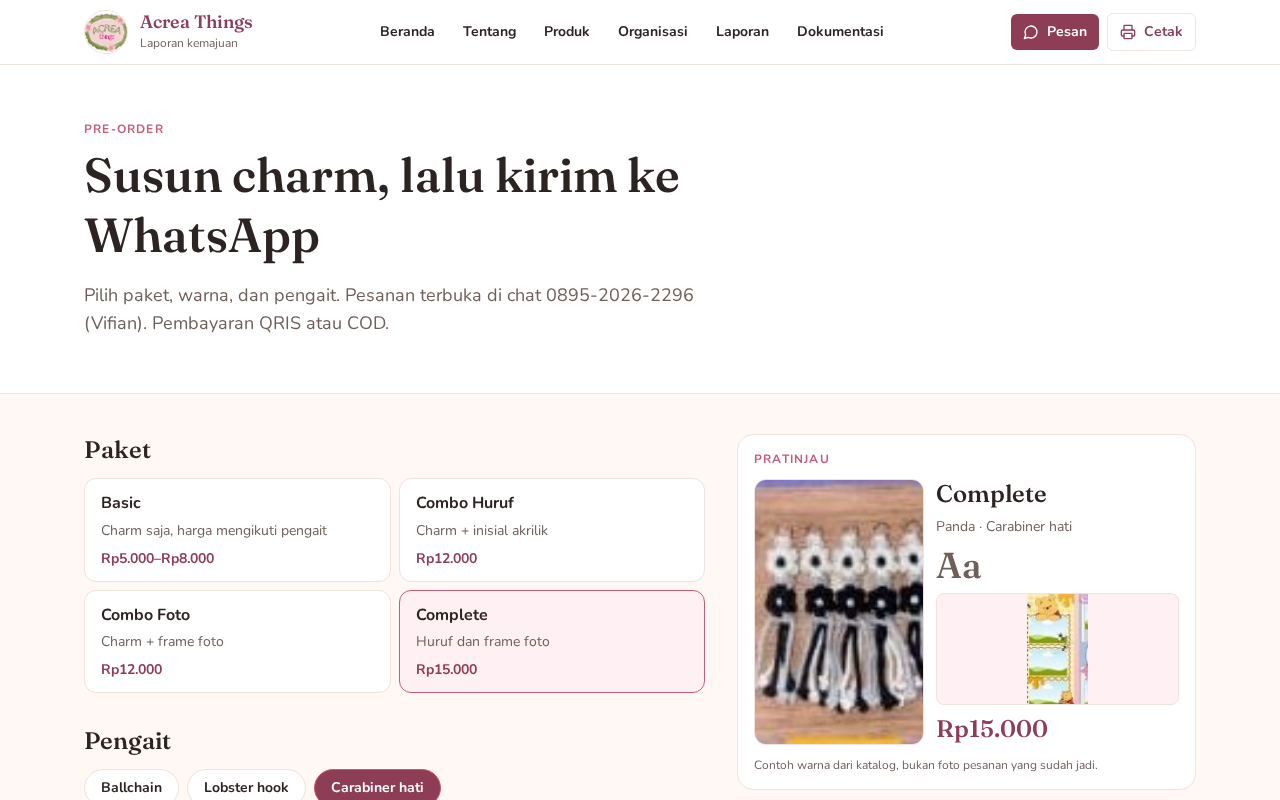 ACREA
things
Acrea Things
Laporan kemajuan
Beranda
Tentang
Produk
Organisasi
Laporan
Dokumentasi
Pesan
Cetak
PRE-ORDER
Susun charm, lalu kirim ke
WhatsApp
Pilih paket, warna, dan pengait. Pesanan terbuka di chat 0895-2026-2296
(Vifian). Pembayaran QRIS atau COD.
Paket
Basic
Charm saja, harga mengikuti pengait
Rp5.000–Rp8.000
Combo Huruf
Charm + inisial akrilik
Rp12.000
Combo Foto
Charm + frame foto
Rp12.000
Complete
Huruf dan frame foto
Rp15.000
Pengait
Ballchain
Lobster hook
Carabiner hati
PRATINJAU
Complete
Panda · Carabiner hati
Aa
Rp15.000
Contoh warna dari katalog, bukan foto pesanan yang sudah jadi.